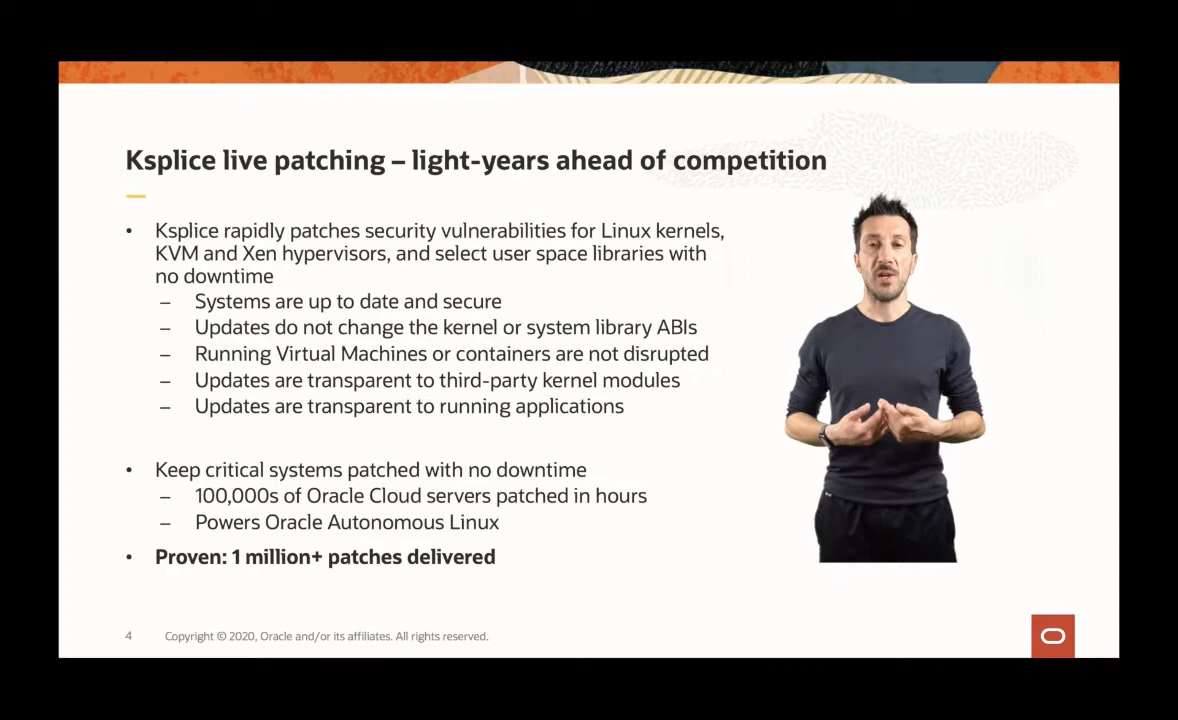 Ksplice live patching – light-years ahead of competition
• Ksplice rapidly patches security vulnerabilities for Linux kernels,
KVM and Xen hypervisors, and select user space libraries with
no downtime
– Systems are up to date and secure
– Updates do not change the kernel or system library ABIs
– Running Virtual Machines or containers are not disrupted
– Updates are transparent to third-party kernel modules
– Updates are transparent to running applications
• Keep critical systems patched with no downtime
– 100,000s of Oracle Cloud servers patched in hours
– Powers Oracle Autonomous Linux
• Proven: 1 million+ patches delivered
4 Copyright © 2020, Oracle and/or its affiliates. All rights reserved.